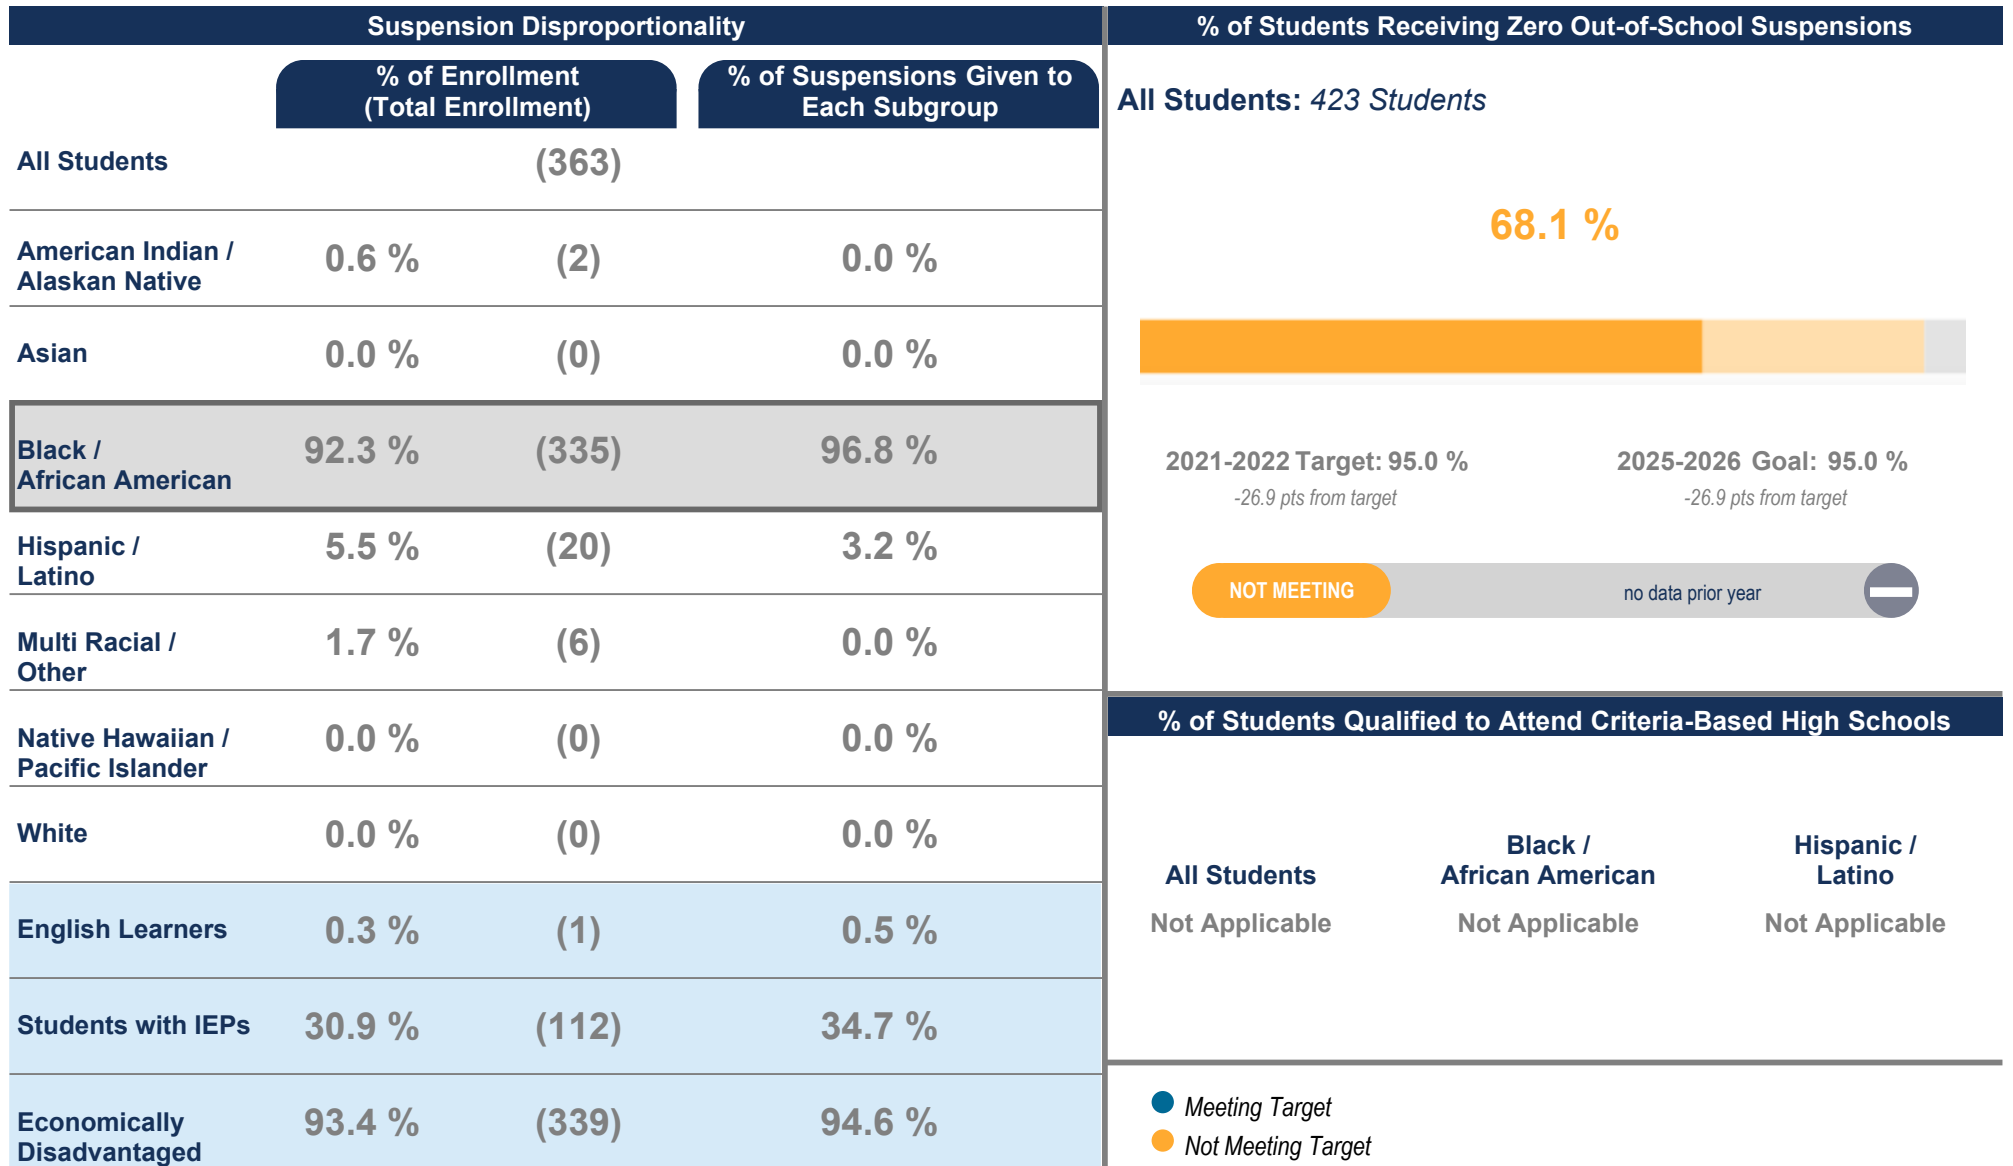 Suspension Disproportionality
% of Enrollment
(Total Enrollment)
% of Suspensions Given to
Each Subgroup
All Students (363)
American Indian /
Alaskan Native
0.6 % (2) 0.0 %
Asian 0.0 % (0) 0.0 %
Black /
African American
92.3 % (335) 96.8 %
Hispanic /
Latino
5.5 % (20) 3.2 %
Multi Racial /
Other
1.7 % (6) 0.0 %
Native Hawaiian /
Pacific Islander
0.0 % (0) 0.0 %
White 0.0 % (0) 0.0 %
English Learners 0.3 % (1) 0.5 %
Students with IEPs 30.9 % (112) 34.7 %
Economically
Disadvantaged
93.4 % (339) 94.6 %
% of Students Receiving Zero Out-of-School Suspensions
All Students: 423 Students
68.1 %
2021-2022 Target: 95.0 %
-26.9 pts from target
2025-2026 Goal: 95.0 %
-26.9 pts from target
NOT MEETING
no data prior year
% of Students Qualified to Attend Criteria-Based High Schools
All Students
Not Applicable
Black /
African American
Not Applicable
Hispanic /
Latino
Not Applicable
Meeting Target
Not Meeting Target